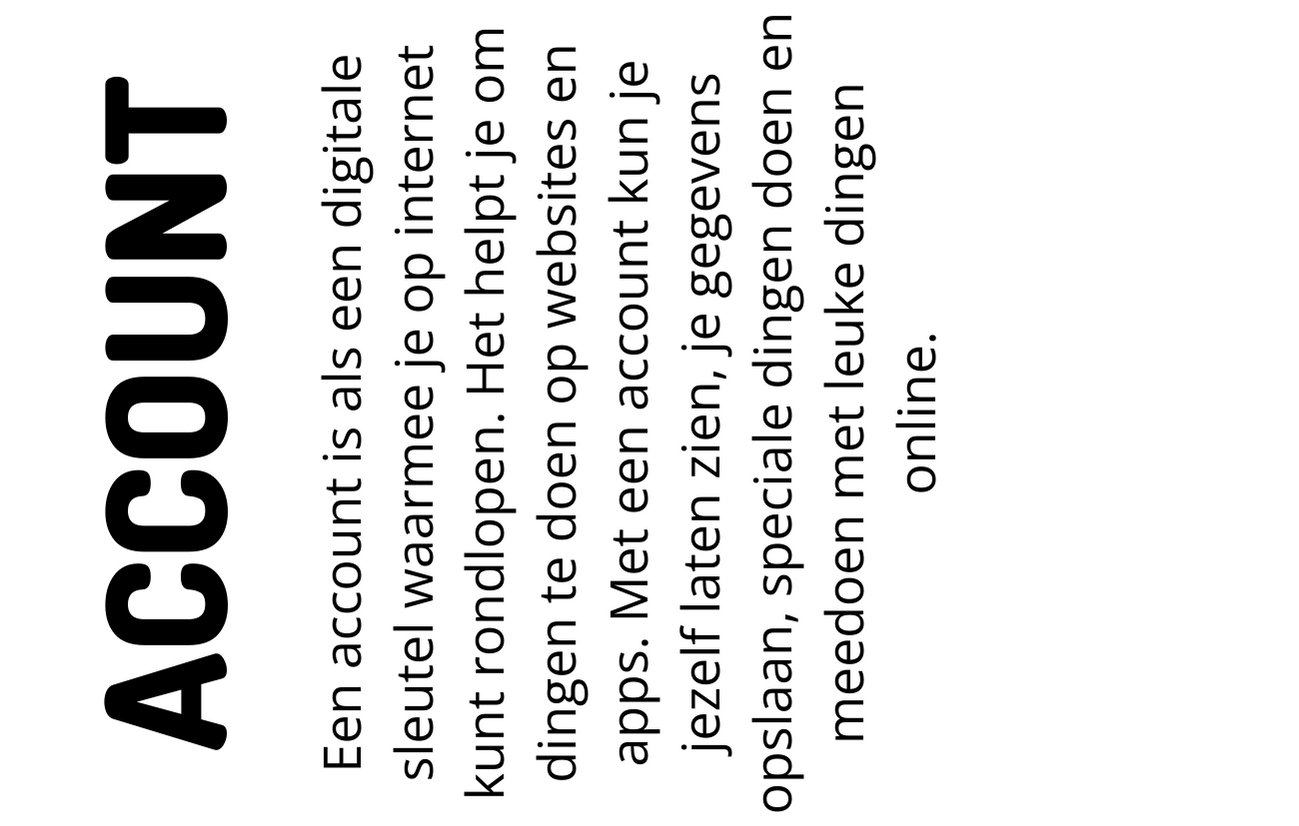 ACCOUNT
Een account is als een digitale
sleutel waarmee je op internet
kunt rondlopen. Het helpt je om
dingen te doen op websites en
apps. Met een account kun je
jezelf laten zien, je gegevens
opslaan, speciale dingen doen en
meedoen met leuke dingen
online.